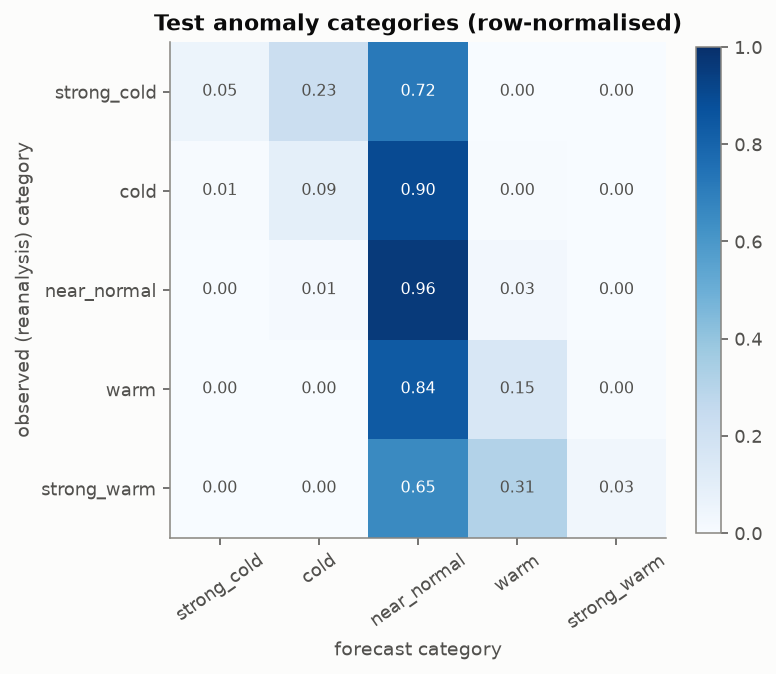 Test anomaly categories (row-normalised)
observed (reanalysis) category
strong_cold 0.05 0.23 0.72 0.00 0.00
cold 0.01 0.09 0.90 0.00 0.00
near_normal 0.00 0.01 0.96 0.03 0.00
warm 0.00 0.00 0.84 0.15 0.00
strong_warm 0.00 0.00 0.65 0.31 0.03
strong_cold cold near_normal warm strong_warm
forecast category
1.0
0.8
0.6
0.4
0.2
0.0